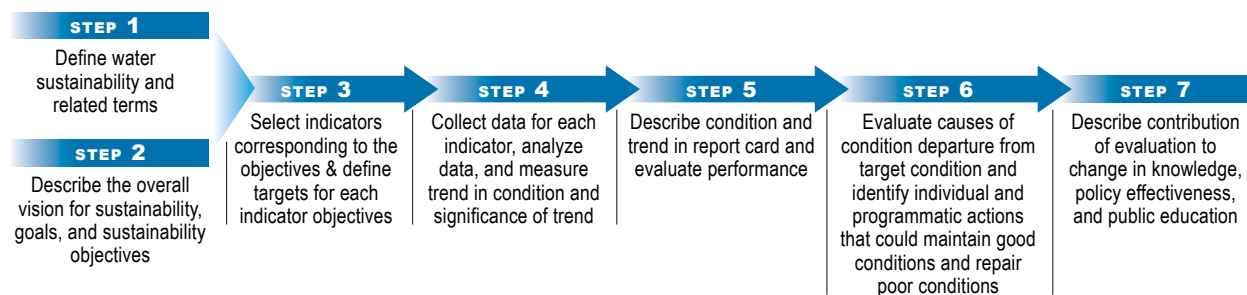 STEP 1
Define water
sustainability and
related terms
STEP 2
Describe the overall
vision for sustainability,
goals, and sustainability
objectives
STEP 3
Select indicators
corresponding to the
objectives & define
targets for each
indicator objectives
STEP 4
Collect data for each
indicator, analyze
data, and measure
trend in condition and
significance of trend
STEP 5
Describe condition and
trend in report card and
evaluate performance
STEP 6
Evaluate causes of
condition departure from
target condition and
identify individual and
programmatic actions
that could maintain good
conditions and repair
poor conditions
STEP 7
Describe contribution
of evaluation to
change in knowledge,
policy effectiveness,
and public education